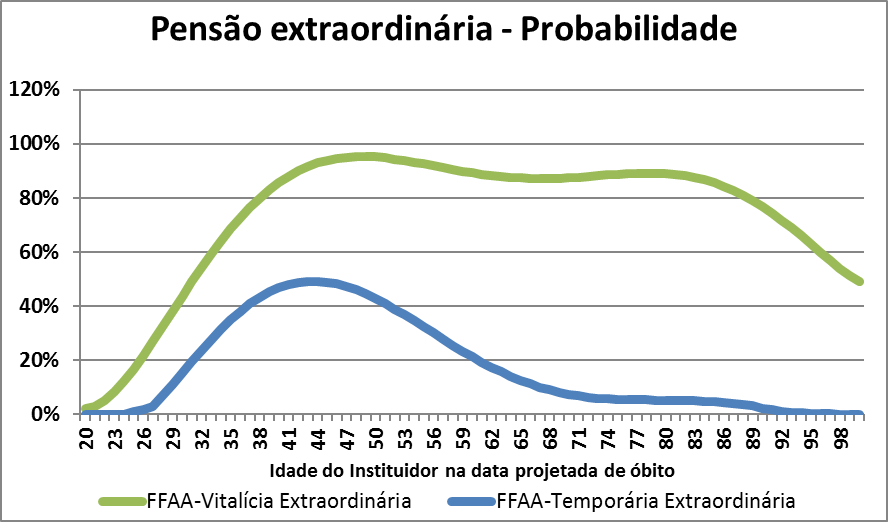 Pensão extraordinária - Probabilidade
120%
100%
80%
60%
40%
20%
0%
20 23 26 29 32 35 38 41 44 47 50 53 56 59 62 65 68 71 74 77 80 83 86 89 92 95 98
Idade do Instituidor na data projetada de óbito
FFAA-Vitalícia Extraordinária FFAA-Temporária Extraordinária